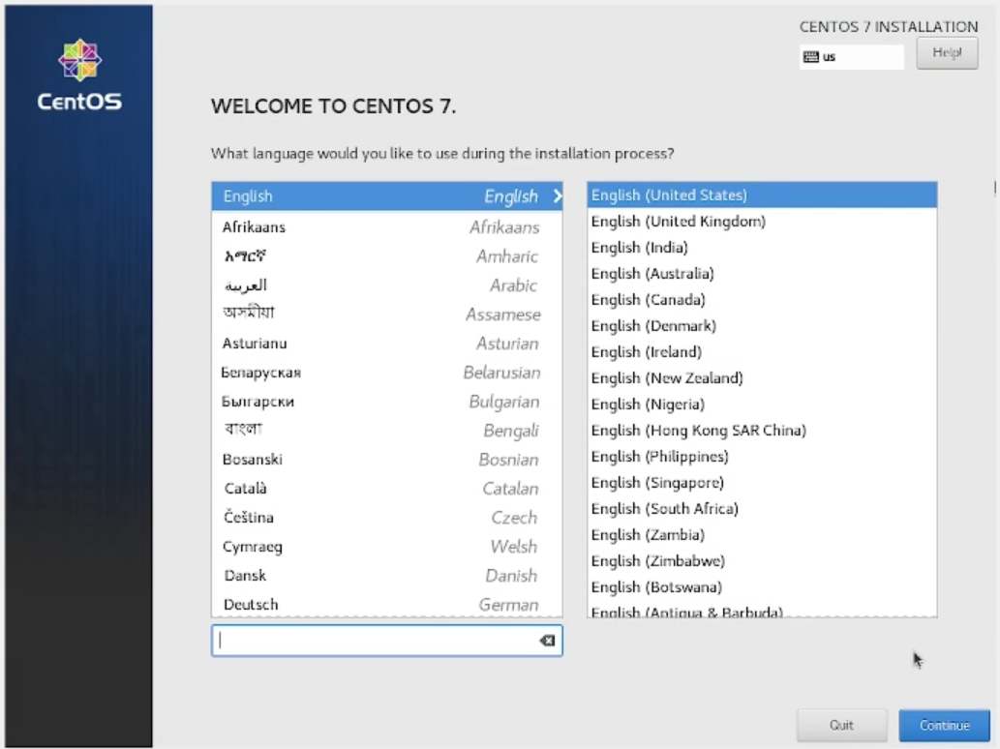 CentOS
CENTOS 7 INSTALLATION
us
Help!
WELCOME TO CENTOS 7.
What language would you like to use during the installation process?
English English
Afrikaans Afrikaans
አማርኛ Amharic
العربية Arabic
অসমীয়া Assamese
Asturianu Asturian
Беларуская Belarusian
Български Bulgarian
বাংলা Bengali
Bosanski Bosnian
Català Catalan
Čeština Czech
Cymraeg Welsh
Dansk Danish
Deutsch German
English (United States)
English (United Kingdom)
English (India)
English (Australia)
English (Canada)
English (Denmark)
English (Ireland)
English (New Zealand)
English (Nigeria)
English (Hong Kong SAR China)
English (Philippines)
English (Singapore)
English (South Africa)
English (Zambia)
English (Zimbabwe)
English (Botswana)
English (Antigua & Barbuda)
Quit
Continue